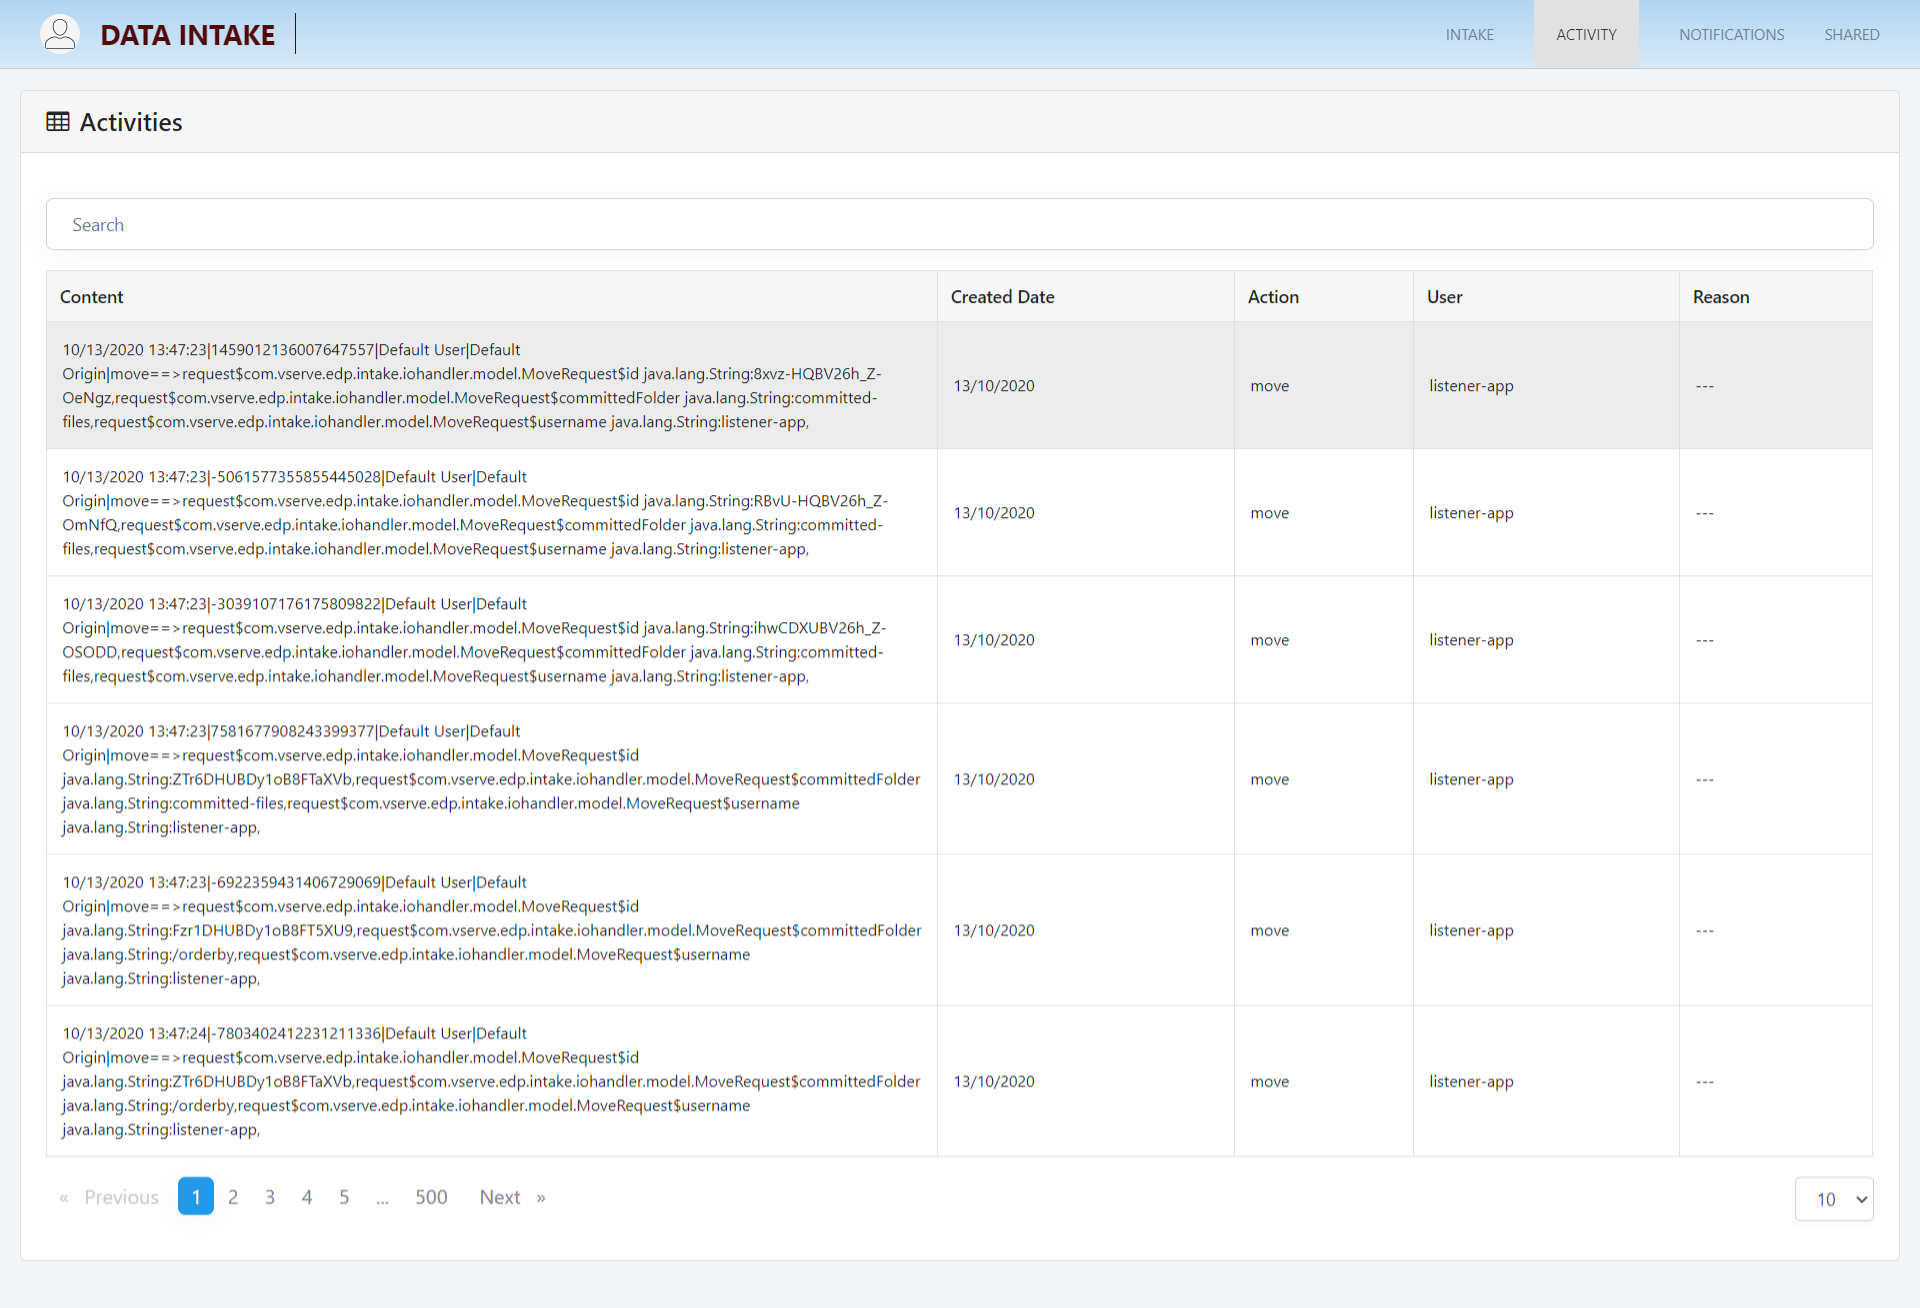 DATA INTAKE
INTAKE
ACTIVITY
NOTIFICATIONS
SHARED
Activities
Search
Content
Created Date
Action
User
Reason
10/13/2020 13:47:23|1459012136007647557|Default User|Default
Origin|move==>request$com.vserve.edp.intake.iohandler.model.MoveRequest$id java.lang.String:8xvz-HQBV26h_Z-
OeNgz,request$com.vserve.edp.intake.iohandler.model.MoveRequest$committedFolder java.lang.String:committed-
files,request$com.vserve.edp.intake.iohandler.model.MoveRequest$username java.lang.String:listener-app,
13/10/2020
move
listener-app
---
10/13/2020 13:47:23|-5061577355855445028|Default User|Default
Origin|move==>request$com.vserve.edp.intake.iohandler.model.MoveRequest$id java.lang.String:RBvU-HQBV26h_Z-
OmNfQ,request$com.vserve.edp.intake.iohandler.model.MoveRequest$committedFolder java.lang.String:committed-
files,request$com.vserve.edp.intake.iohandler.model.MoveRequest$username java.lang.String:listener-app,
13/10/2020
move
listener-app
---
10/13/2020 13:47:23|-3039107176175809822|Default User|Default
Origin|move==>request$com.vserve.edp.intake.iohandler.model.MoveRequest$id java.lang.String:ihwCDXUBV26h_Z-
OSODD,request$com.vserve.edp.intake.iohandler.model.MoveRequest$committedFolder java.lang.String:committed-
files,request$com.vserve.edp.intake.iohandler.model.MoveRequest$username java.lang.String:listener-app,
13/10/2020
move
listener-app
---
10/13/2020 13:47:23|7581677908243399377|Default User|Default
Origin|move==>request$com.vserve.edp.intake.iohandler.model.MoveRequest$id
java.lang.String:ZTr6DHUBDy1oB8FTaXVb,request$com.vserve.edp.intake.iohandler.model.MoveRequest$committedFolder
java.lang.String:committed-files,request$com.vserve.edp.intake.iohandler.model.MoveRequest$username
java.lang.String:listener-app,
13/10/2020
move
listener-app
---
10/13/2020 13:47:23|-6922359431406729069|Default User|Default
Origin|move==>request$com.vserve.edp.intake.iohandler.model.MoveRequest$id
java.lang.String:Fzr1DHUBDy1oB8FT5XU9,request$com.vserve.edp.intake.iohandler.model.MoveRequest$committedFolder
java.lang.String:/orderby,request$com.vserve.edp.intake.iohandler.model.MoveRequest$username
java.lang.String:listener-app,
13/10/2020
move
listener-app
---
10/13/2020 13:47:24|-7803402412231211336|Default User|Default
Origin|move==>request$com.vserve.edp.intake.iohandler.model.MoveRequest$id
java.lang.String:ZTr6DHUBDy1oB8FTaXVb,request$com.vserve.edp.intake.iohandler.model.MoveRequest$committedFolder
java.lang.String:/orderby,request$com.vserve.edp.intake.iohandler.model.MoveRequest$username
java.lang.String:listener-app,
13/10/2020
move
listener-app
---
« Previous 1 2 3 4 5 ... 500 Next »
10